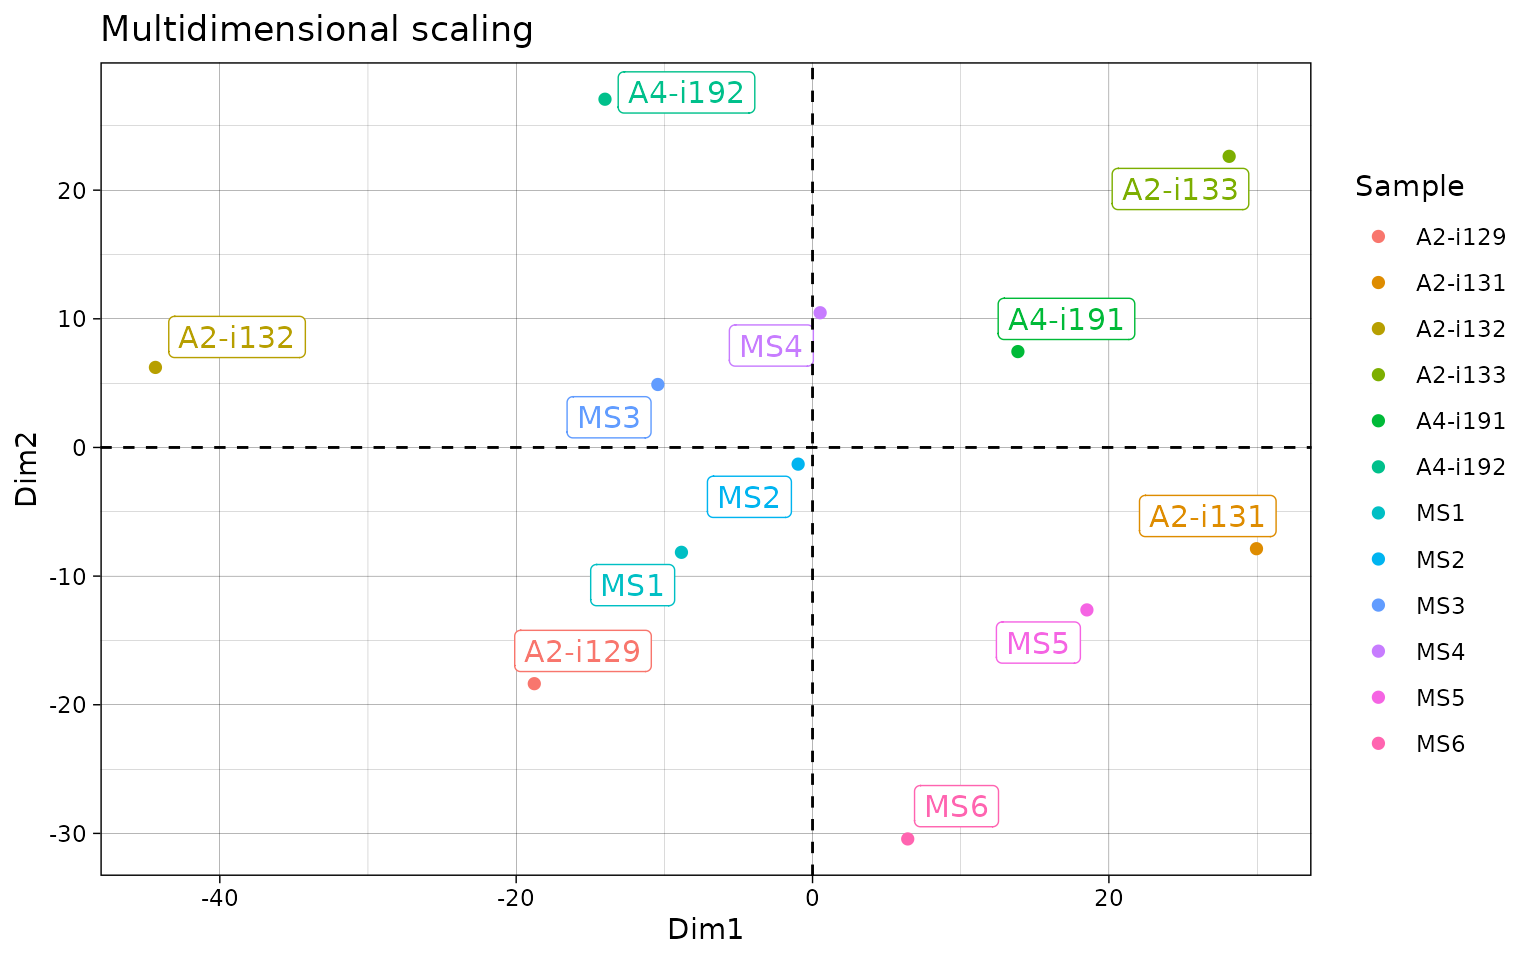 Multidimensional scaling
A4-i192
A2-i133
A4-i191
A2-i132
MS4
MS3
MS2
A2-i131
MS1
MS5
A2-i129
MS6
20
10
0
-10
-20
-30
Dim2
-40
-20
0
20
Dim1
Sample
A2-i129
A2-i131
A2-i132
A2-i133
A4-i191
A4-i192
MS1
MS2
MS3
MS4
MS5
MS6